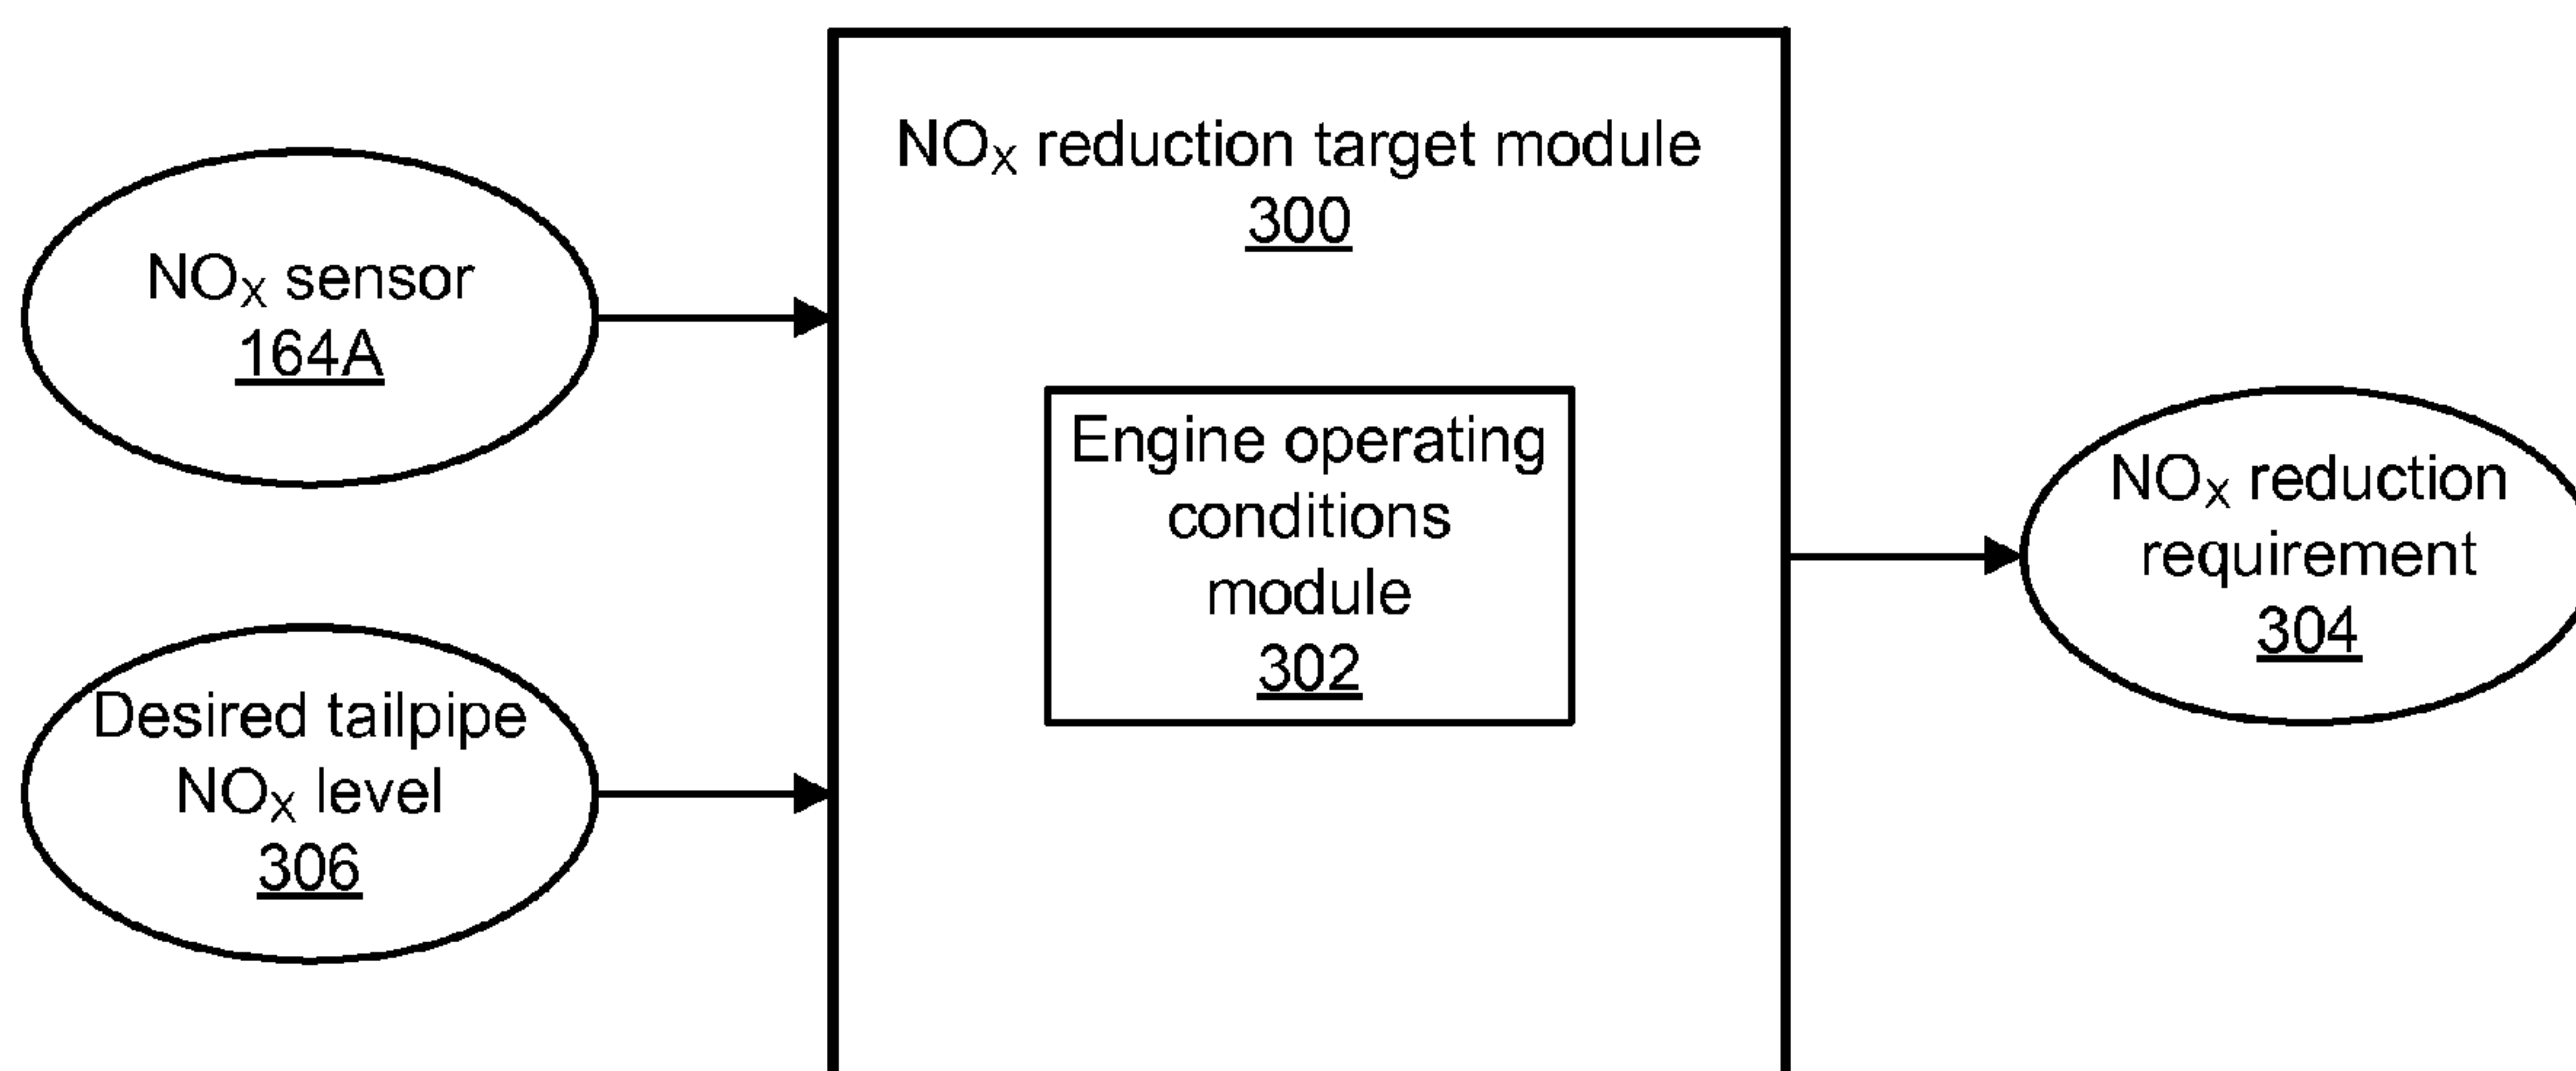 NOX reduction target module
300
NOX sensor
164A
Engine operating
conditions
module
302
Desired tailpipe
NOX level
306
NOX reduction
requirement
304